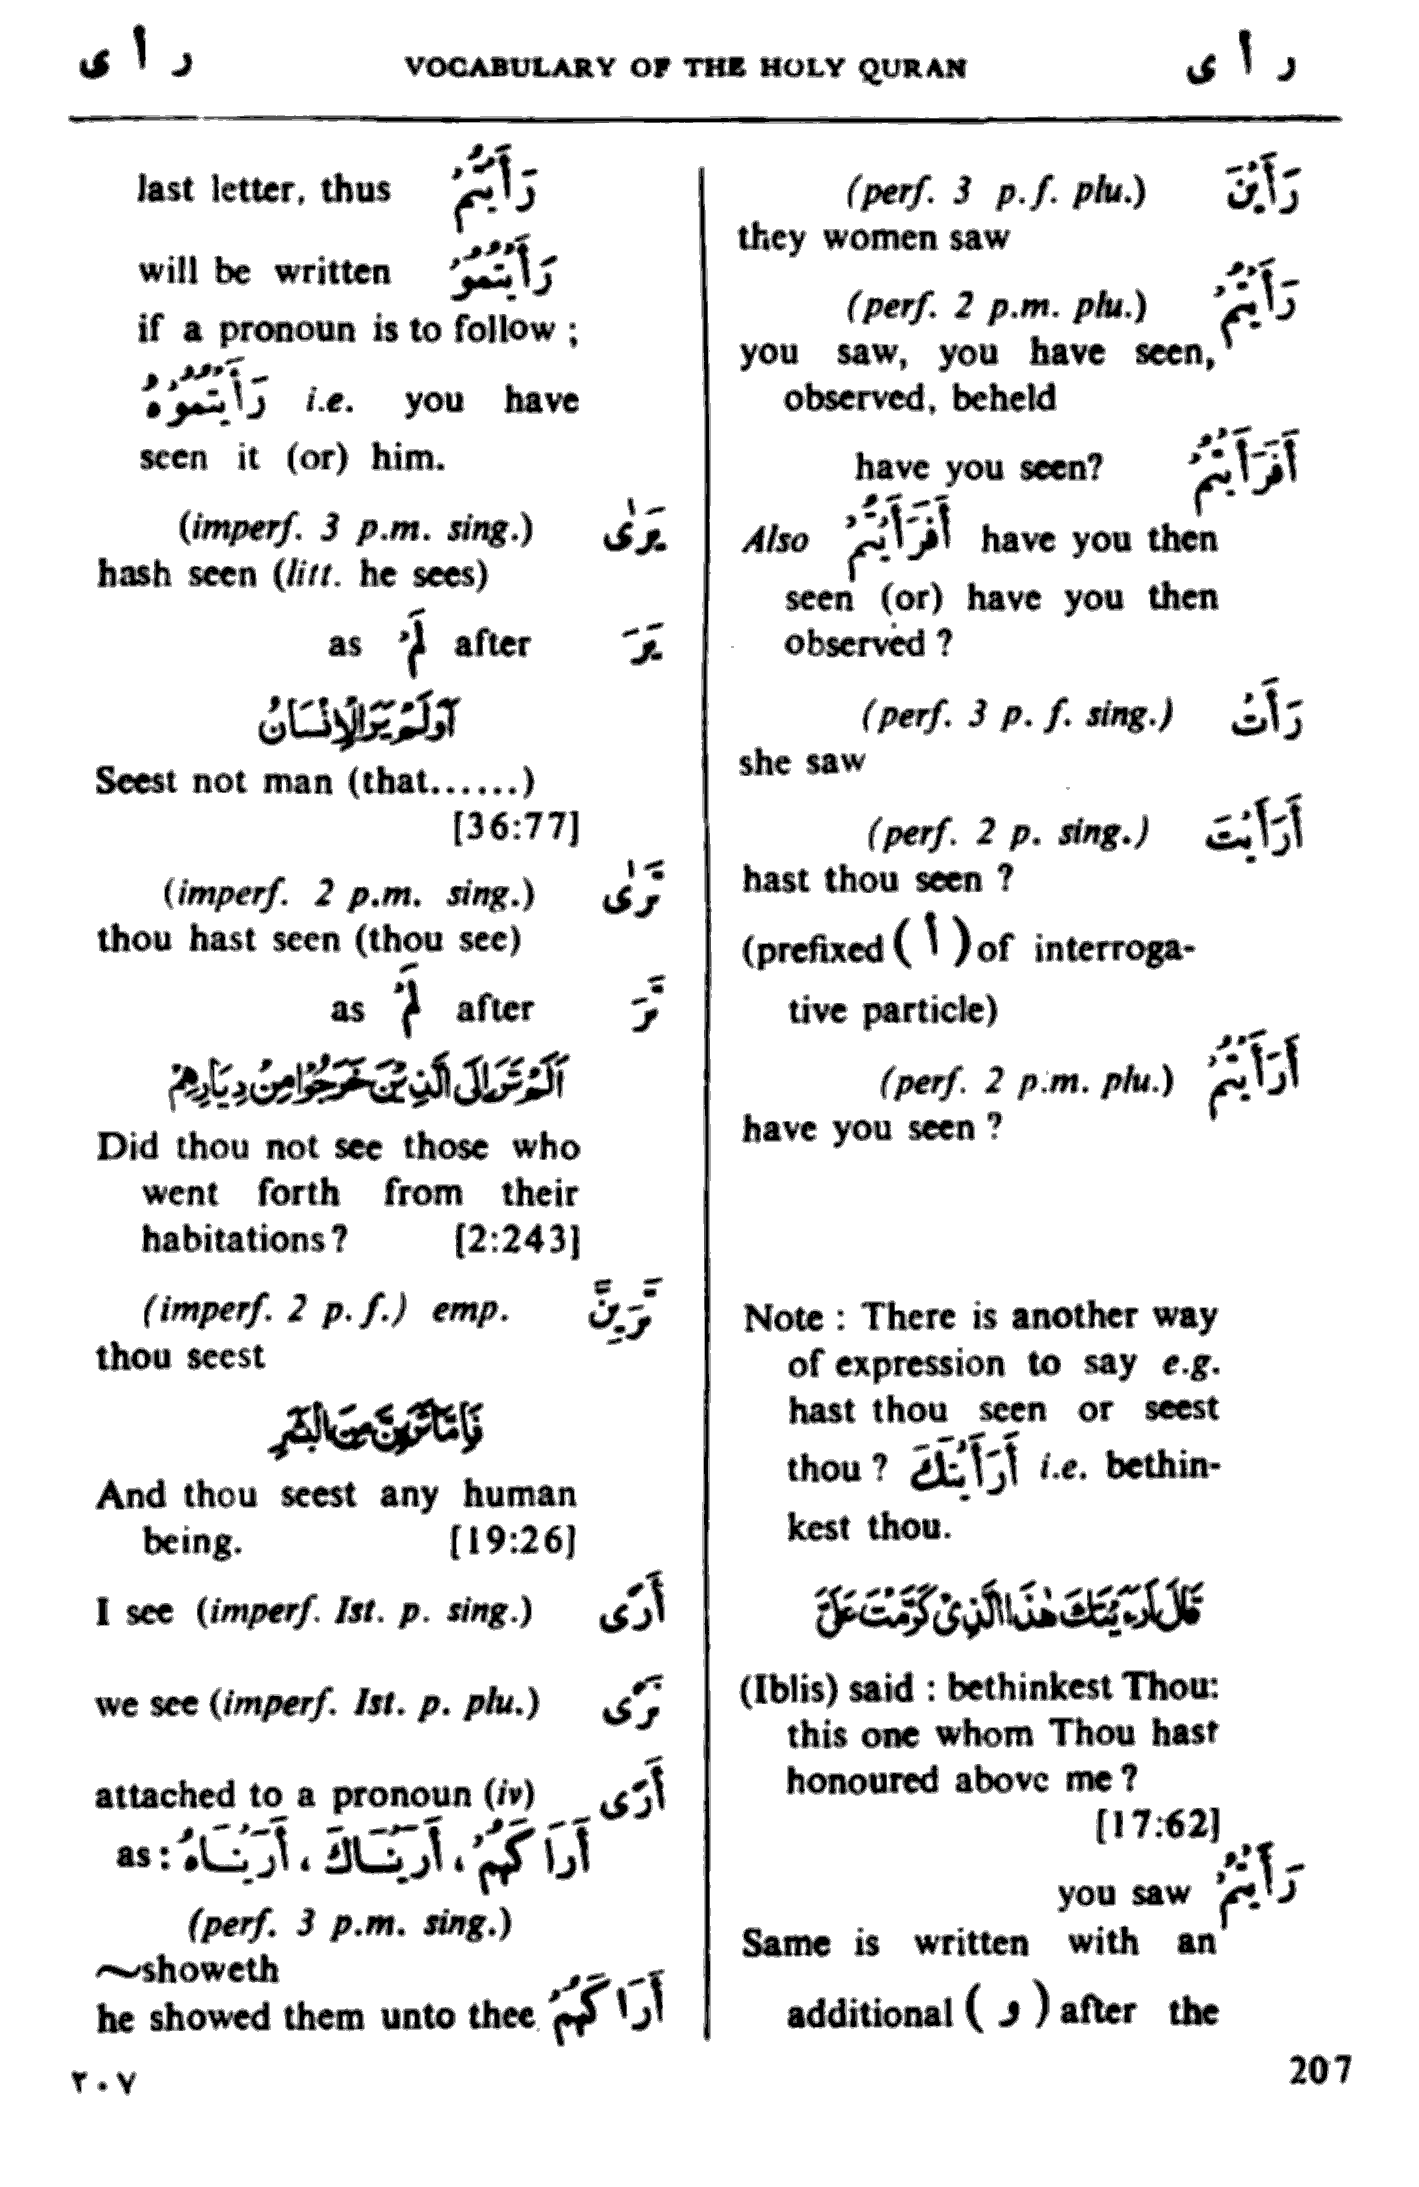 ر أ ى VOCABULARY OF THE HOLY QURAN ر أ ى
(perf. 3 p.f. plu.) رَأَيْنَ
they women saw
(perf. 2 p.m. plu.) رَأَيْتُمْ
you saw, you have seen,
observed, beheld
have you seen? أَفَرَأَيْتُمْ
Also أَفَرَأَيْتُمْ have you then
seen (or) have you then
observed ?
(perf. 3 p. f. sing.) رَأَتْ
she saw
(perf. 2 p. sing.) أَرَأَيْتَ
hast thou seen ?
(prefixed ( أ ) of interroga-
tive particle)
(perf. 2 p.m. plu.) أَرَأَيْتُمْ
have you seen ?
Note : There is another way
of expression to say e.g.
hast thou seen or seest
thou ? أَرَأَيْتَكَ i.e. bethin-
kest thou.
قَالَ اَرَءَيْتَكَ هٰذَا الَّذِىْ كَرَّمْتَ عَلَىَّ
(Iblis) said : bethinkest Thou:
this one whom Thou hast
honoured above me ?
[17:62]
you saw رَأَيْتُمْ
Same is written with an
additional ( و ) after the
last letter, thus رَأَيْتُمْ
will be written رَأَيْتُمُوْ
if a pronoun is to follow ;
رَأَيْتُمُوْهُ i.e. you have
seen it (or) him.
(imperf. 3 p.m. sing.) يَرٰى
hash seen (litt. he sees)
as لَمْ after يَرَ
اَوَلَمْ يَرَ الْاِنْسَانُ
Seest not man (that......)
[36:77]
(imperf. 2 p.m. sing.) تَرٰى
thou hast seen (thou see)
as لَمْ after تَرَ
اَلَمْ تَرَ اِلَى الَّذِيْنَ خَرَجُوْا مِنْ دِيَارِهِمْ
Did thou not see those who
went forth from their
habitations ? [2:243]
(imperf. 2 p. f.) emp. تَرَيِنَّ
thou seest
فَاِمَّا تَرَيِنَّ مِنَ الْبَشَرِ
And thou seest any human
being. [19:26]
I see (imperf. Ist. p. sing.) أَرٰى
we see (imperf. Ist. p. plu.) نَرٰى
attached to a pronoun (iv) أَرٰى
as : أَرَاكَهُمْ ، أَرَيْنَاكَ ، أَرَيْنَاهُ
(perf. 3 p.m. sing.)
~showeth
he showed them unto thee أَرَاكَهُمْ
٢٠٧ 207